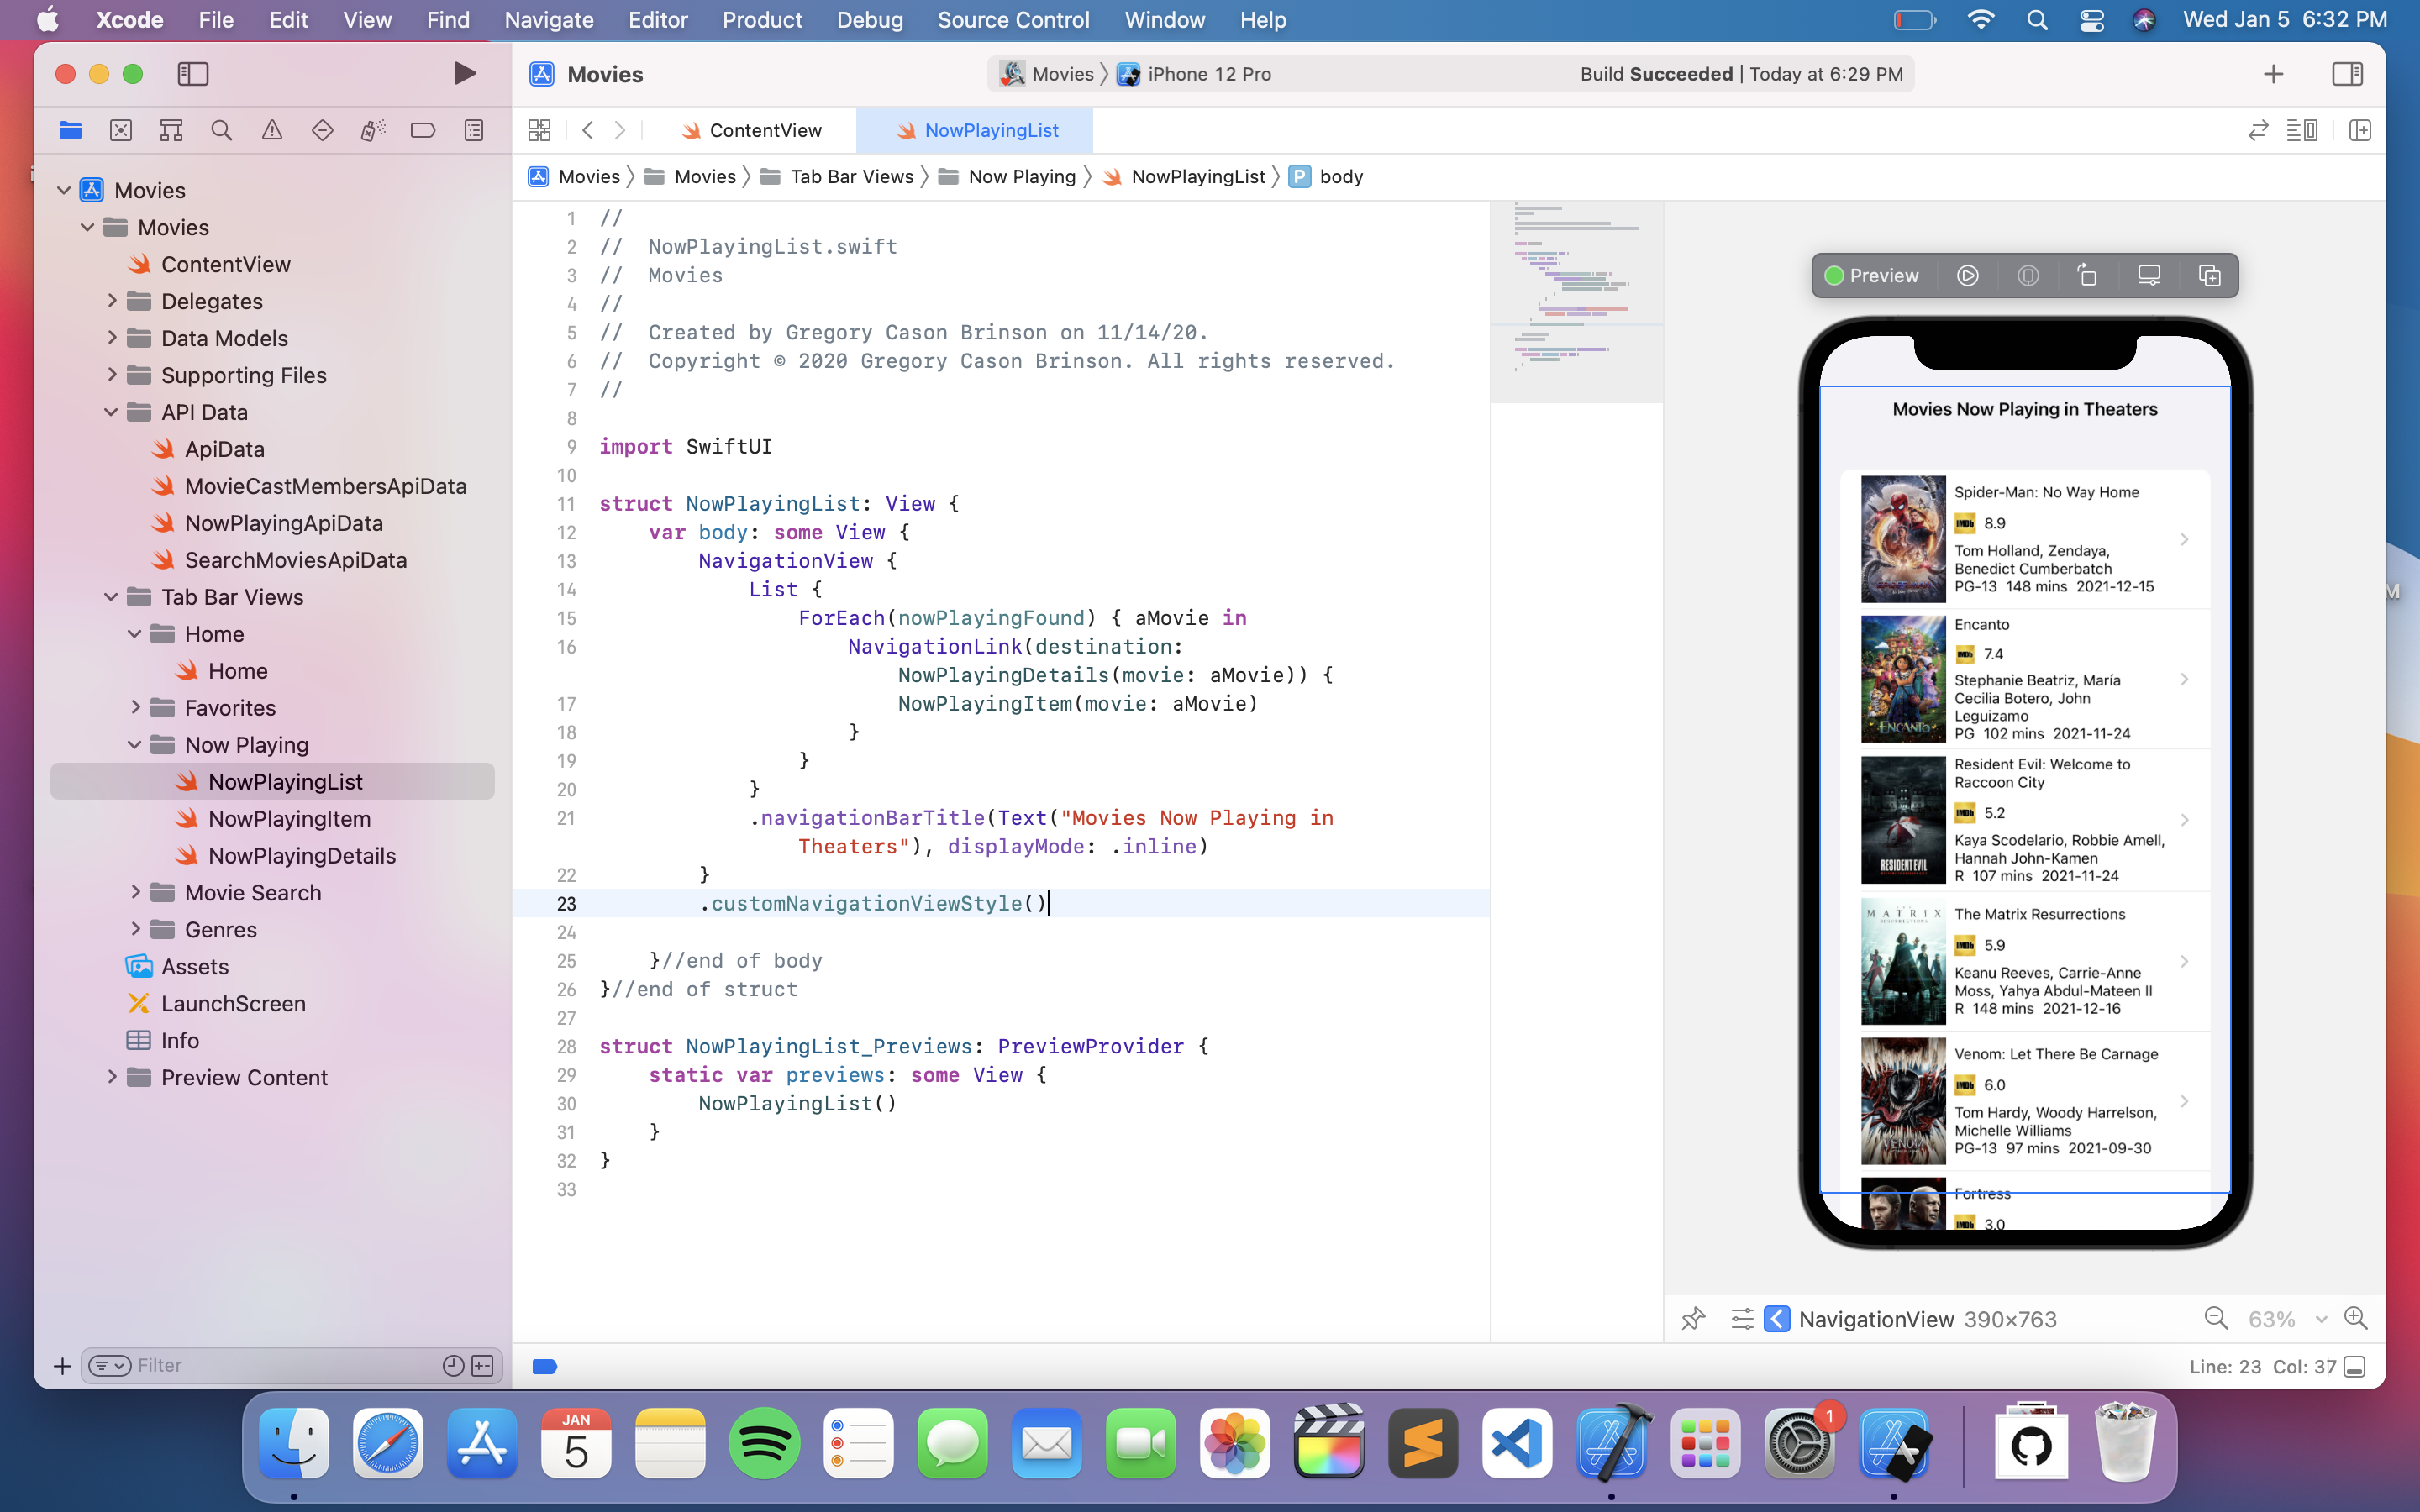 Xcode File Edit View Find Navigate Editor Product Debug Source Control Window Help Wed Jan 5 6:32 PM
Movies
Movies iPhone 12 Pro
Build Succeeded | Today at 6:29 PM
ContentView
NowPlayingList
Movies Movies Tab Bar Views Now Playing NowPlayingList P body
Movies
Movies
ContentView
Delegates
Data Models
Supporting Files
API Data
ApiData
MovieCastMembersApiData
NowPlayingApiData
SearchMoviesApiData
Tab Bar Views
Home
Home
Favorites
Now Playing
NowPlayingList
NowPlayingItem
NowPlayingDetails
Movie Search
Genres
Assets
LaunchScreen
Info
Preview Content
Filter
1 //
2 //  NowPlayingList.swift
3 //  Movies
4 //
5 //  Created by Gregory Cason Brinson on 11/14/20.
6 //  Copyright © 2020 Gregory Cason Brinson. All rights reserved.
7 //
8
9 import SwiftUI
10
11 struct NowPlayingList: View {
12     var body: some View {
13         NavigationView {
14             List {
15                 ForEach(nowPlayingFound) { aMovie in
16                     NavigationLink(destination:
NowPlayingDetails(movie: aMovie)) {
17                         NowPlayingItem(movie: aMovie)
18                     }
19                 }
20             }
21             .navigationBarTitle(Text("Movies Now Playing in
Theaters"), displayMode: .inline)
22         }
23         .customNavigationViewStyle()
24
25     }//end of body
26 }//end of struct
27
28 struct NowPlayingList_Previews: PreviewProvider {
29     static var previews: some View {
30         NowPlayingList()
31     }
32 }
33
Preview
Movies Now Playing in Theaters
Spider-Man: No Way Home
IMDb 8.9
Tom Holland, Zendaya,
Benedict Cumberbatch
PG-13 148 mins 2021-12-15
Encanto
IMDb 7.4
Stephanie Beatriz, María
Cecilia Botero, John
Leguizamo
PG 102 mins 2021-11-24
ENCANTO
Resident Evil: Welcome to
Raccoon City
IMDb 5.2
Kaya Scodelario, Robbie Amell,
Hannah John-Kamen
R 107 mins 2021-11-24
RESIDENT EVIL
MATRIX
The Matrix Resurrections
IMDb 5.9
Keanu Reeves, Carrie-Anne
Moss, Yahya Abdul-Mateen II
R 148 mins 2021-12-16
Venom: Let There Be Carnage
IMDb 6.0
Tom Hardy, Woody Harrelson,
Michelle Williams
PG-13 97 mins 2021-09-30
VENOM
Fortress
IMDb 3.0
NavigationView 390×763
63%
Line: 23 Col: 37
JAN
5
1